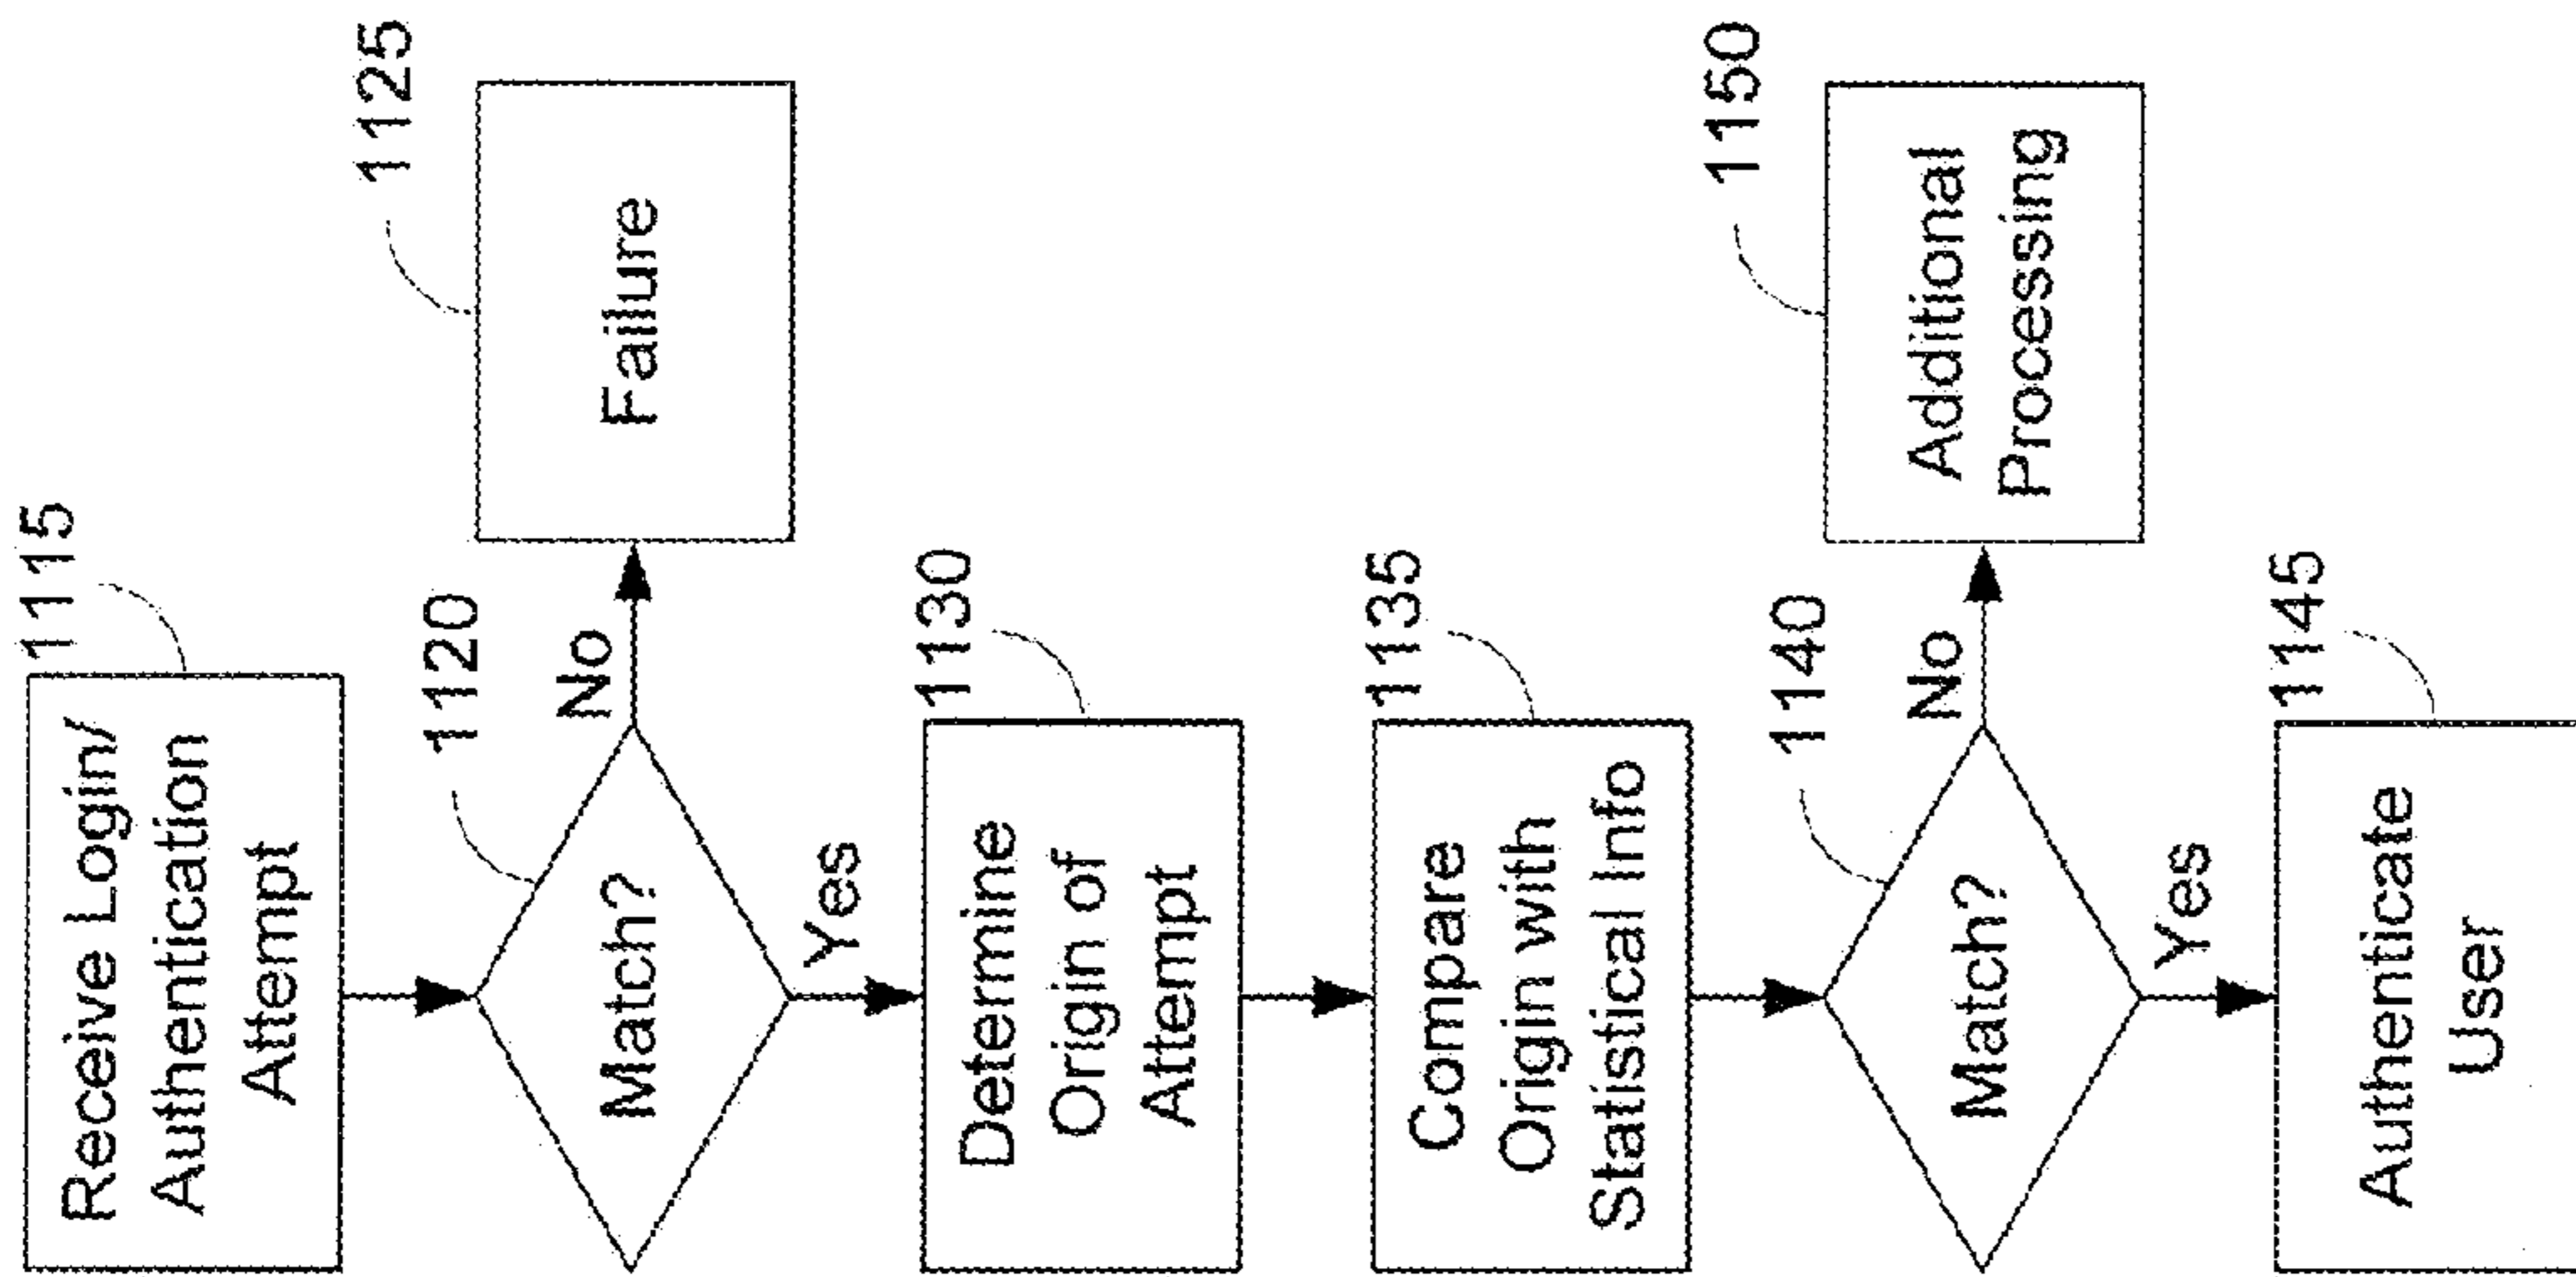 1115
Receive Login/
Authentication
Attempt
1120
Match?
No
1125
Failure
Yes
1130
Determine
Origin of
Attempt
1135
Compare
Origin with
Statistical Info
1140
Match?
No
1150
Additional
Processing
Yes
1145
Authenticate
User